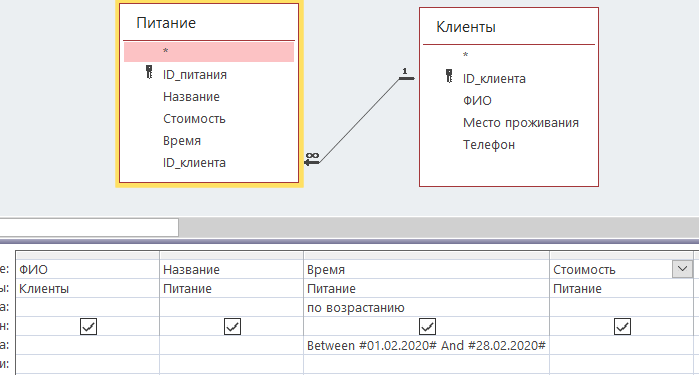 Питание
*
ID_питания
Название
Стоимость
Время
ID_клиента
Клиенты
*
ID_клиента
ФИО
Место проживания
Телефон
1
∞
е: ФИО Название Время Стоимость
ы: Клиенты Питание Питание Питание
а: по возрастанию
н:
а: Between #01.02.2020# And #28.02.2020#
и: